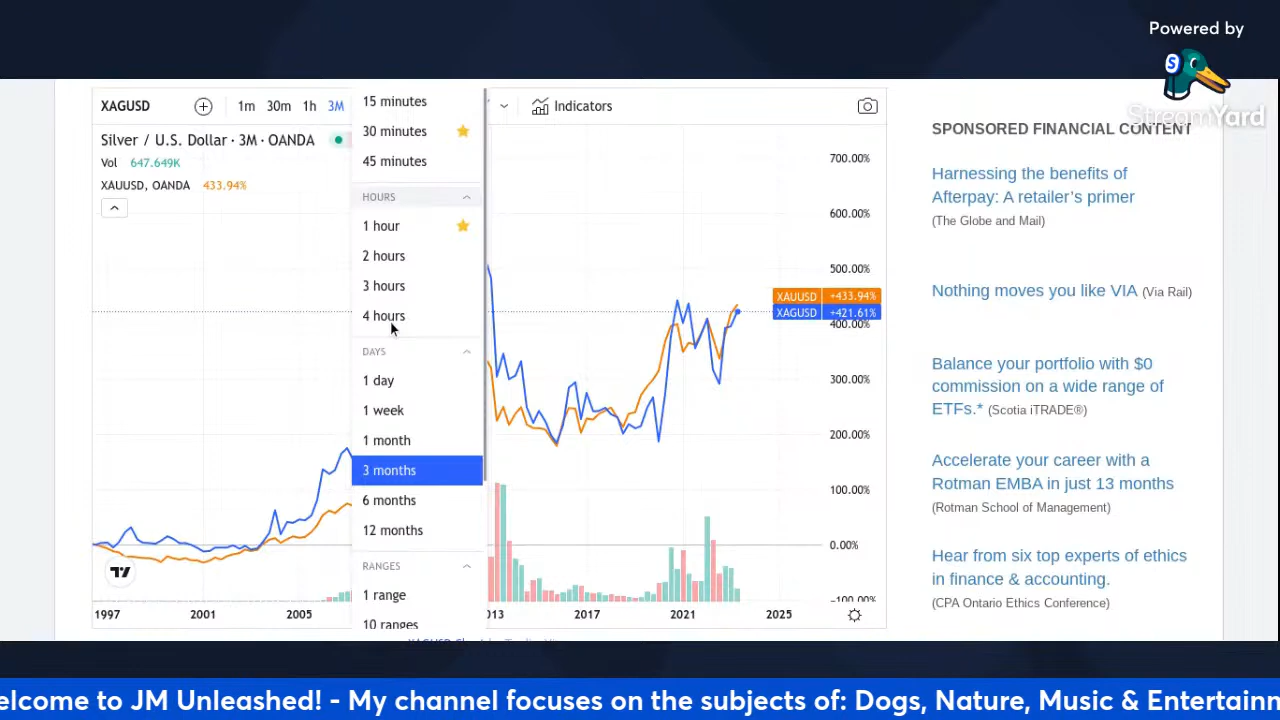 Powered by
StreamYard
XAGUSD
1m 30m 1h 3M
Indicators
Silver / U.S. Dollar · 3M · OANDA
Vol 647.649K
XAUUSD, OANDA 433.94%
15 minutes
30 minutes
45 minutes
HOURS
1 hour
2 hours
3 hours
4 hours
DAYS
1 day
1 week
1 month
3 months
6 months
12 months
RANGES
1 range
10 ranges
700.00%
600.00%
500.00%
XAUUSD +433.94%
XAGUSD +421.61%
400.00%
300.00%
200.00%
100.00%
0.00%
-100.00%
1997 2001 2005 013 2017 2021 2025
SPONSORED FINANCIAL CONTENT
Harnessing the benefits of
Afterpay: A retailer’s primer
(The Globe and Mail)
Nothing moves you like VIA (Via Rail)
Balance your portfolio with $0
commission on a wide range of
ETFs.* (Scotia iTRADE®)
Accelerate your career with a
Rotman EMBA in just 13 months
(Rotman School of Management)
Hear from six top experts of ethics
in finance & accounting.
(CPA Ontario Ethics Conference)
elcome to JM Unleashed! - My channel focuses on the subjects of: Dogs, Nature, Music & Entertainm